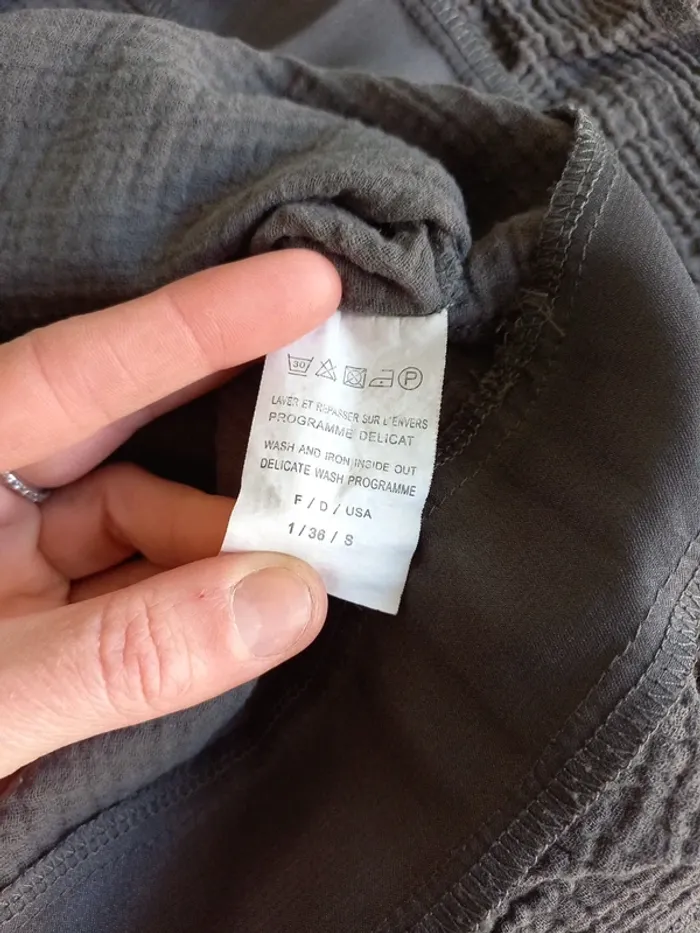 30 P
LAVER ET REPASSER SUR L'ENVERS
PROGRAMME DELICAT
WASH AND IRON INSIDE OUT
DELICATE WASH PROGRAMME
F / D / USA
1 / 36 / S